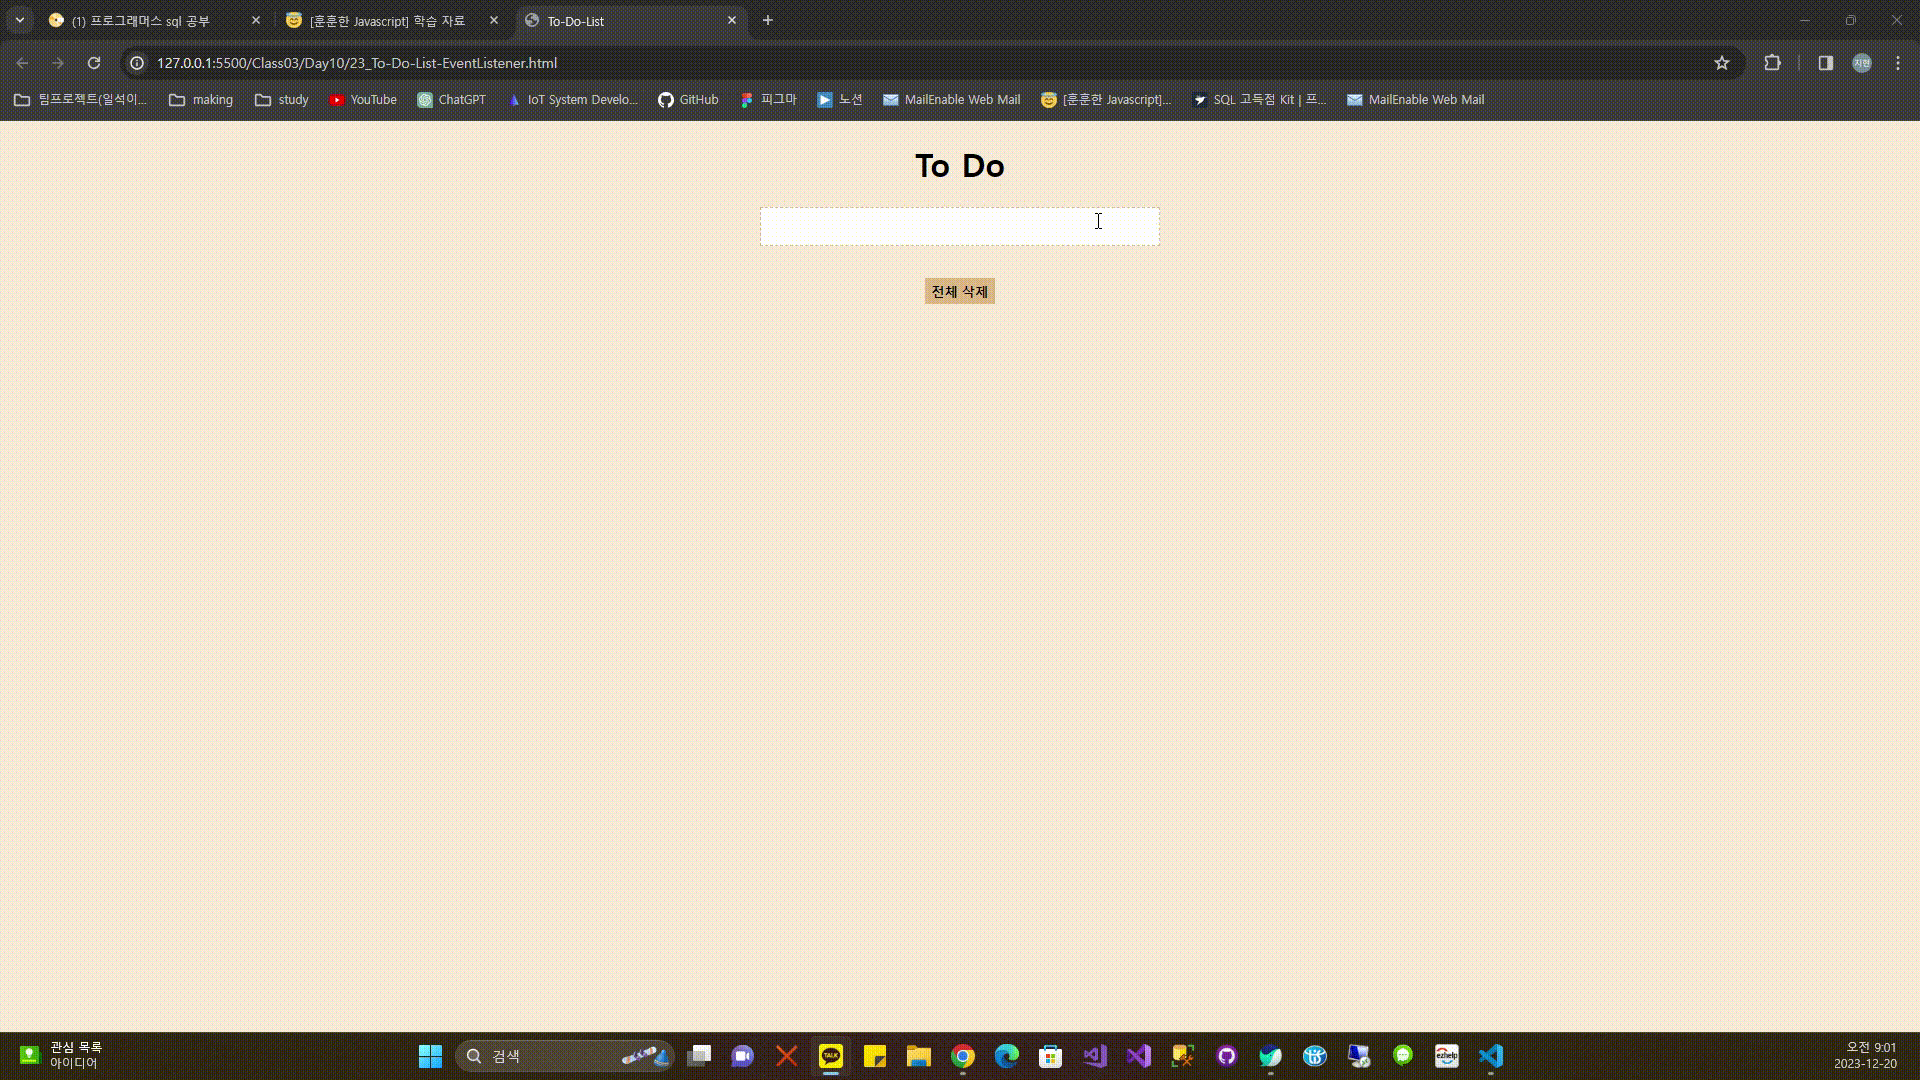 (1) 프로그래머스 sql 공부
[훈훈한 Javascript] 학습 자료
To-Do-List
127.0.0.1:5500/Class03/Day10/23_To-Do-List-EventListener.html
지현
팀프로젝트(일석이...
making
study
YouTube
ChatGPT
IoT System Develo...
GitHub
피그마
노션
MailEnable Web Mail
[훈훈한 Javascript]...
SQL 고득점 Kit | 프...
MailEnable Web Mail
To Do
전체 삭제
관심 목록
아이디어
검색
TALK
ezhelp
오전 9:01
2023-12-20